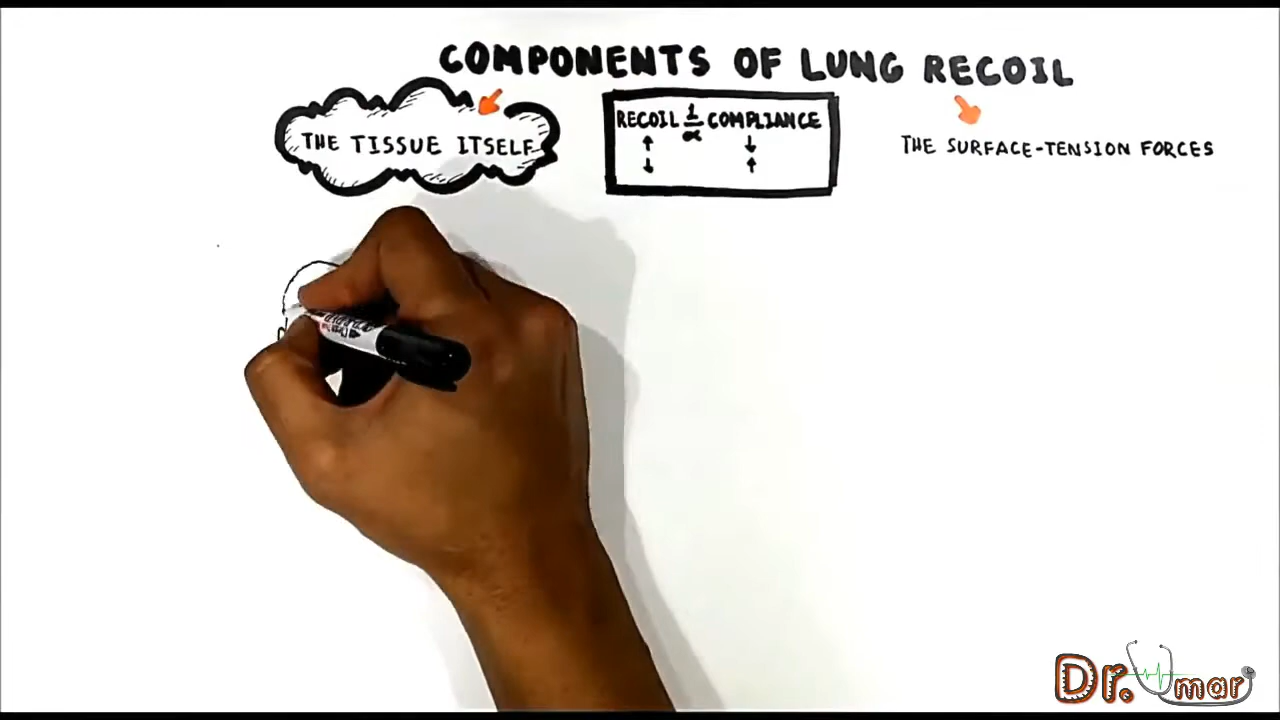 COMPONENTS OF LUNG RECOIL
THE TISSUE ITSELF
RECOIL 1/α COMPLIANCE
↑ ↓
↓ ↑
THE SURFACE-TENSION FORCES
Dr. Umar